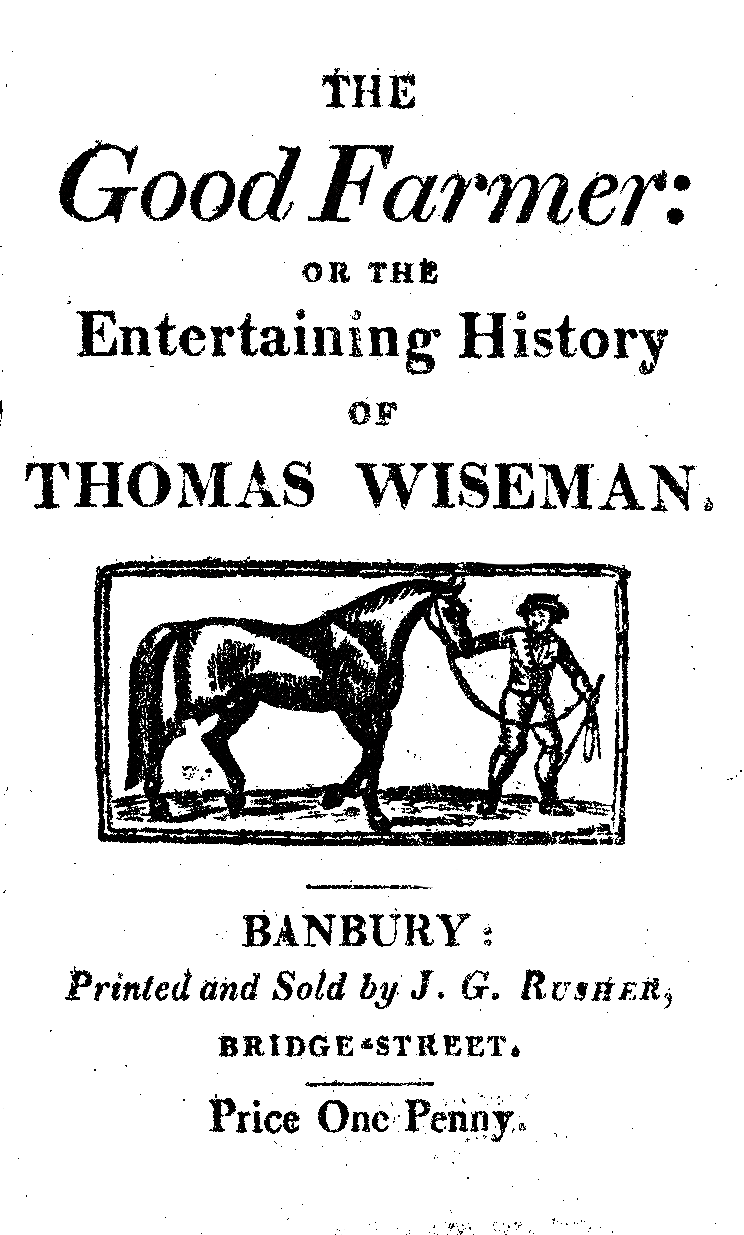 THE
Good Farmer:
OR THE
Entertaining History
OF
THOMAS WISEMAN.
BANBURY:
Printed and Sold by J. G. RUSHER,
BRIDGE-STREET.
Price One Penny.